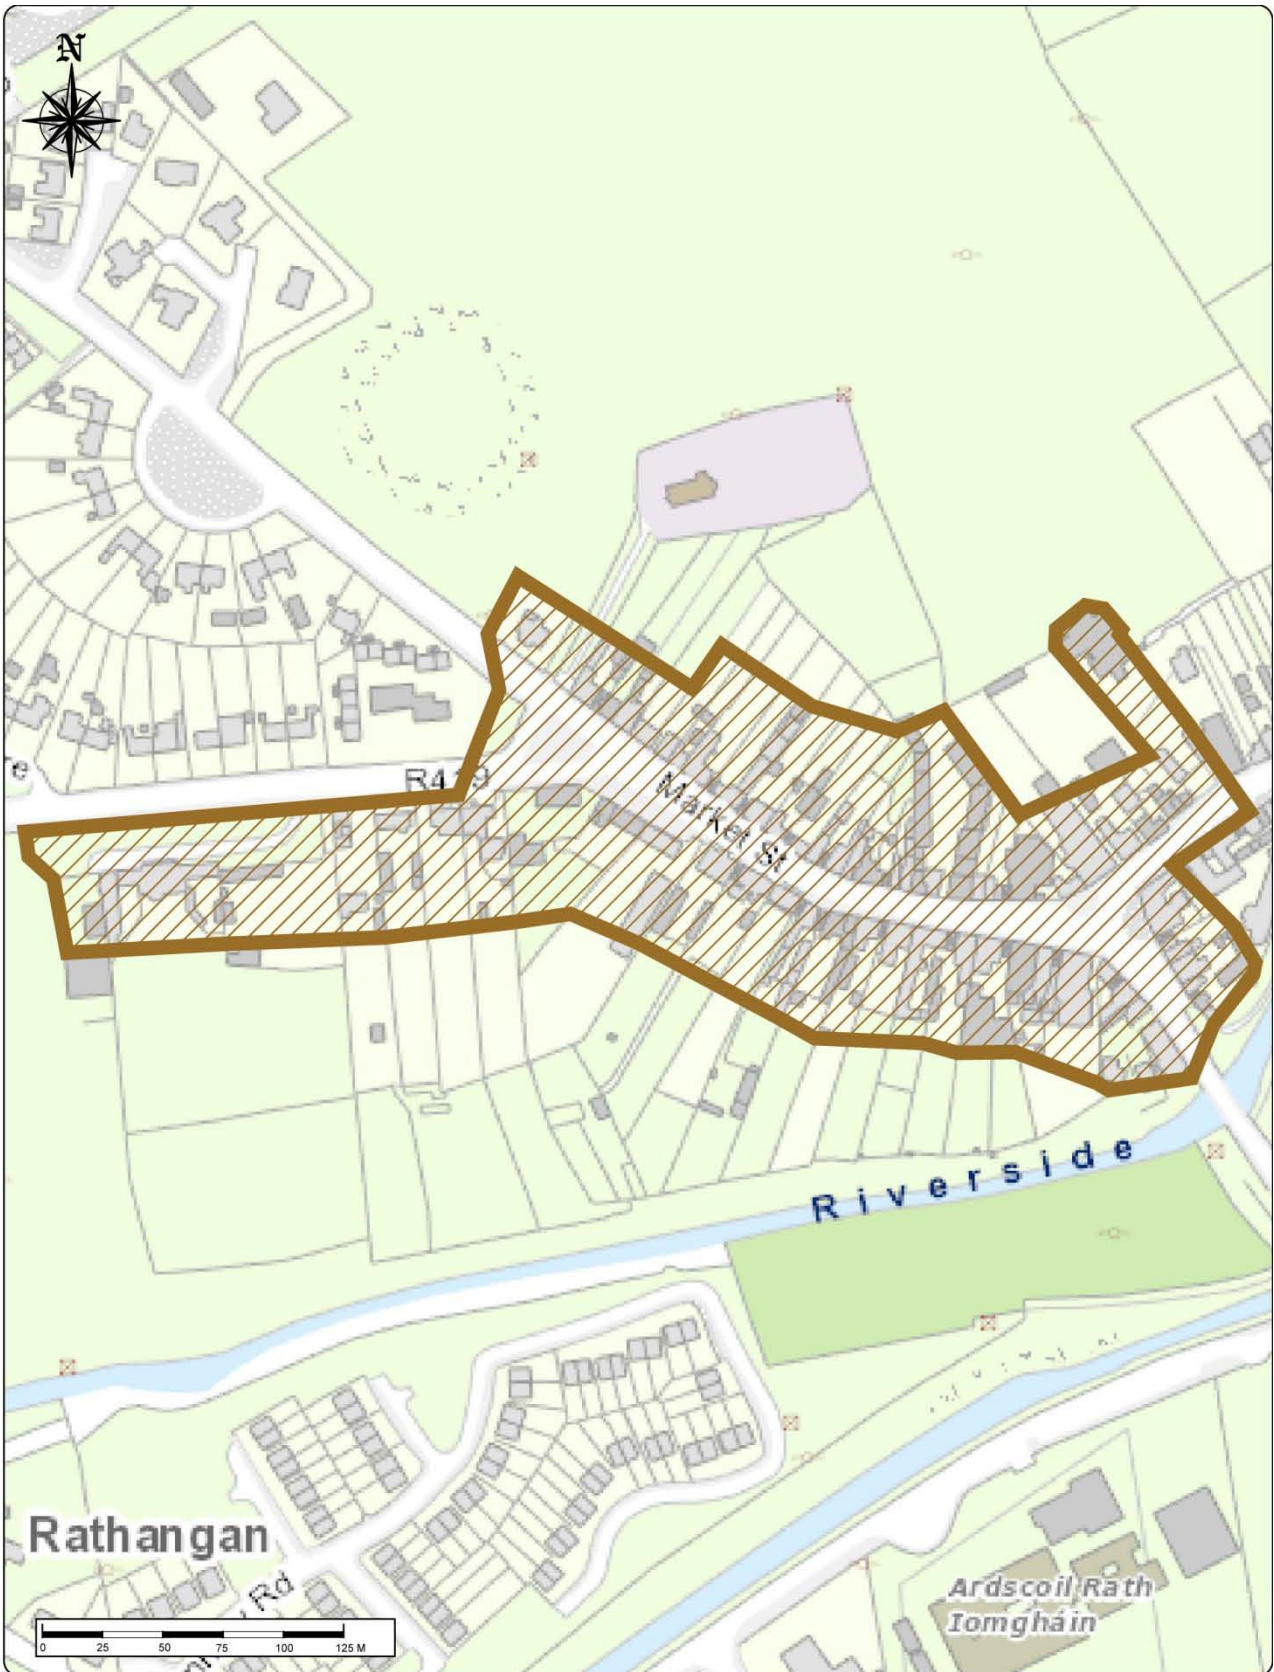 N
R419
Market St
Riverside
Rathangan
Rd
Ardscoil Rath
Iomgháin
0 25 50 75 100 125 M